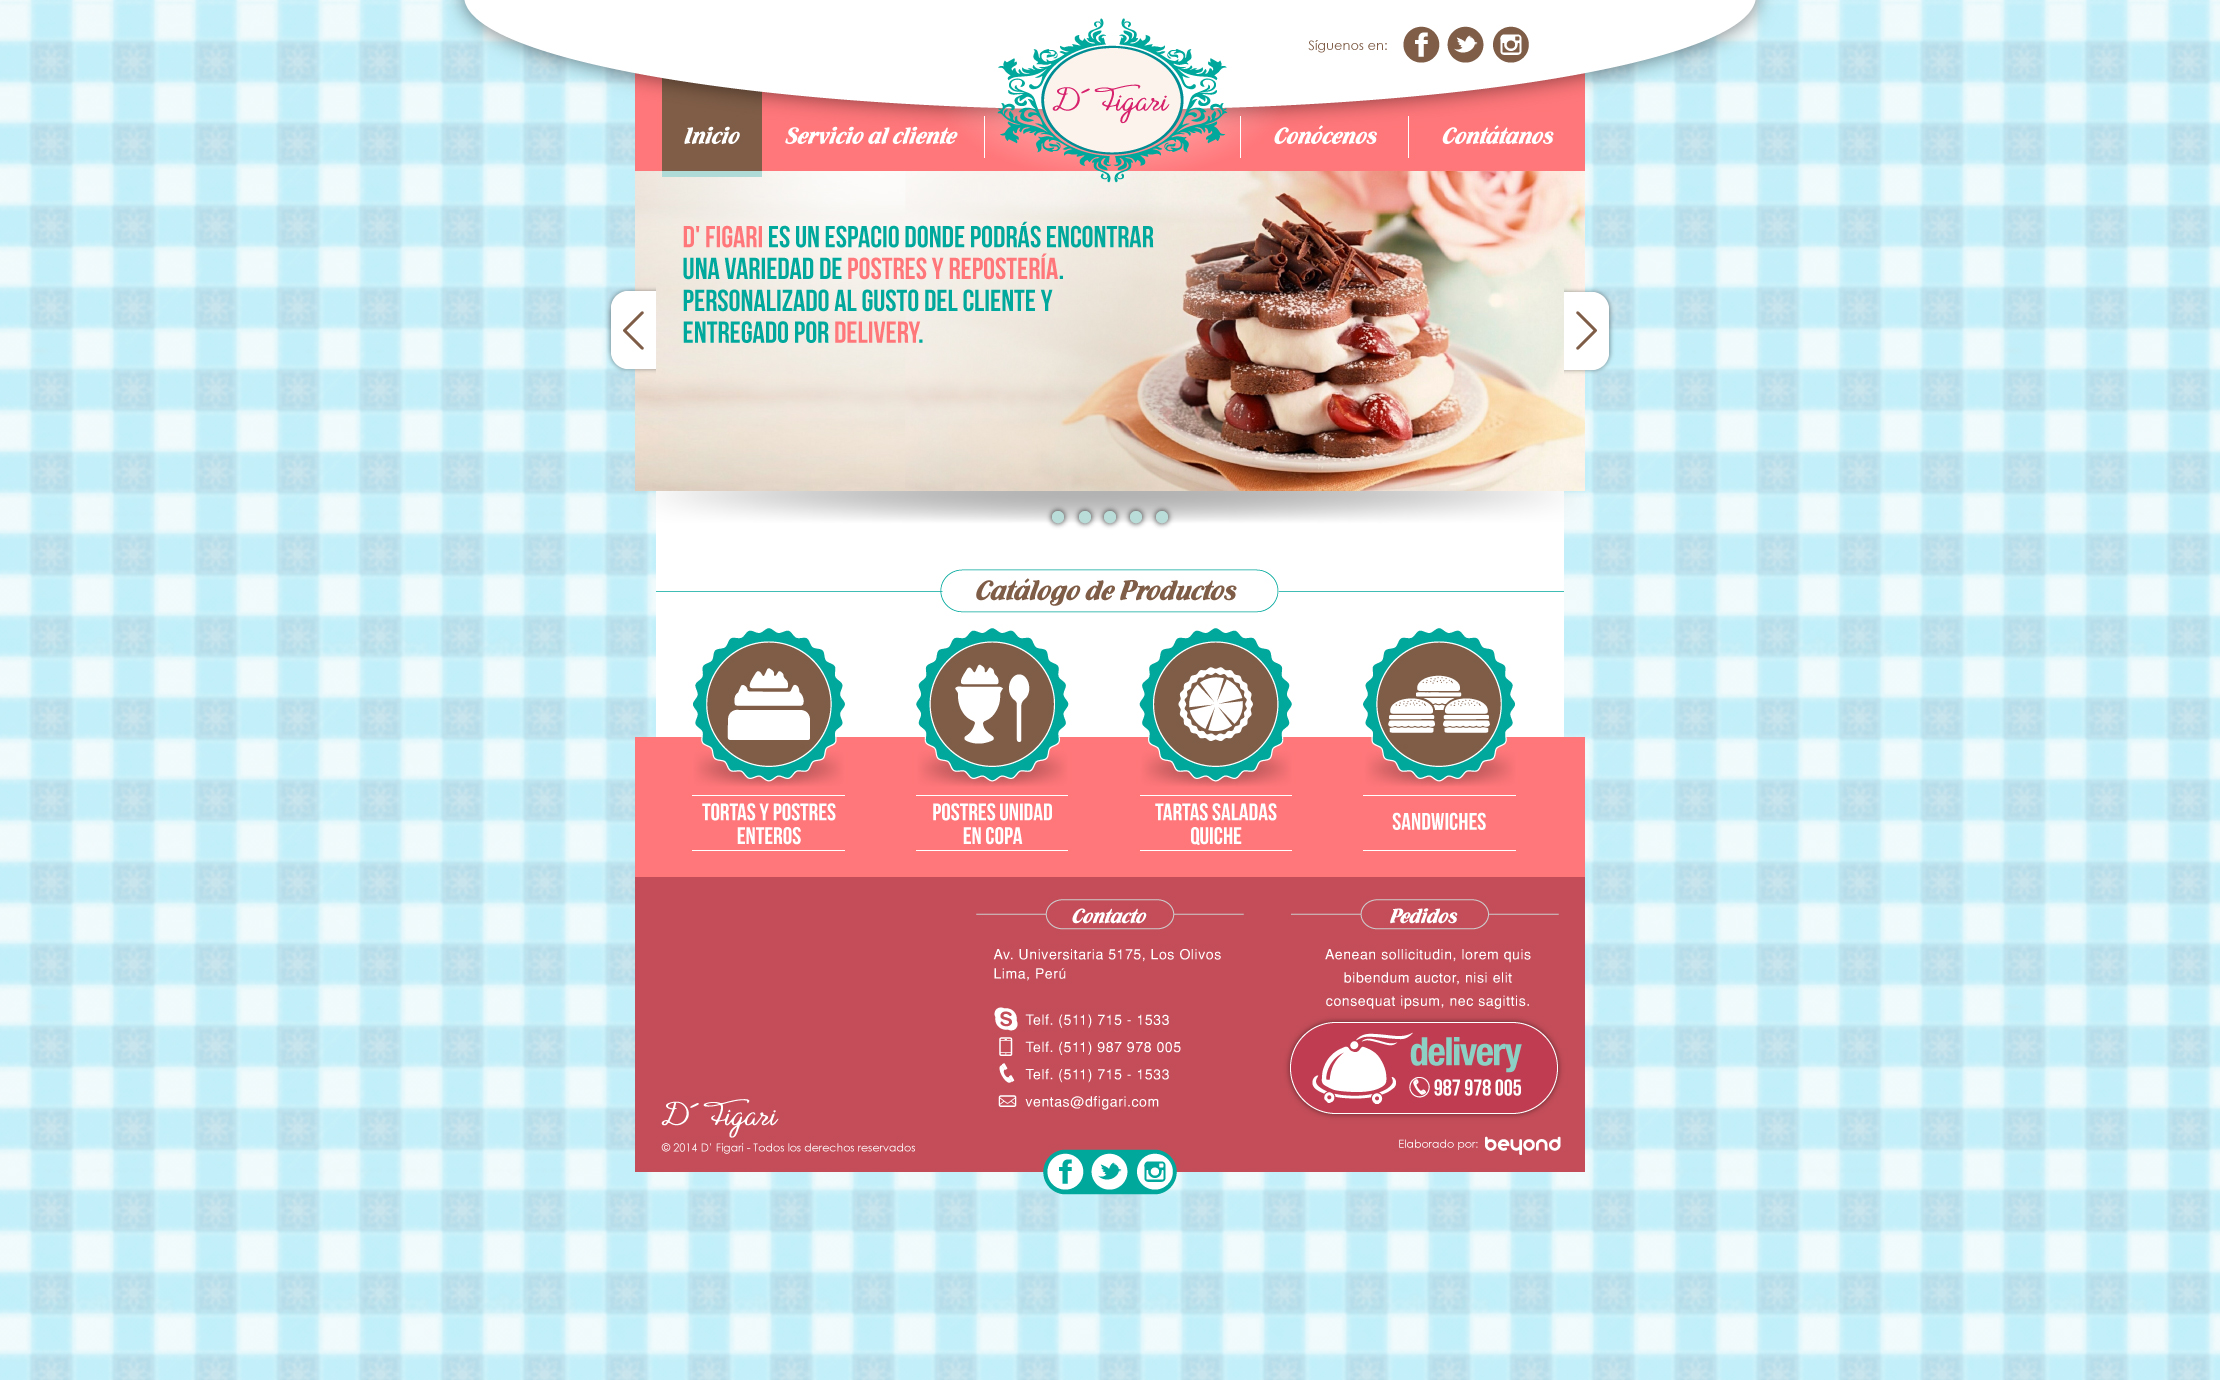 Síguenos en:
D´ Figari
Inicio
Servicio al cliente
Conócenos
Contátanos
D' FIGARI ES UN ESPACIO DONDE PODRÁS ENCONTRAR
UNA VARIEDAD DE POSTRES Y REPOSTERÍA.
PERSONALIZADO AL GUSTO DEL CLIENTE Y
ENTREGADO POR DELIVERY.
Catálogo de Productos
TORTAS Y POSTRES
ENTEROS
POSTRES UNIDAD
EN COPA
TARTAS SALADAS
QUICHE
SANDWICHES
Contacto
Av. Universitaria 5175, Los Olivos
Lima, Perú
Telf. (511) 715 - 1533
Telf. (511) 987 978 005
Telf. (511) 715 - 1533
ventas@dfigari.com
Pedidos
Aenean sollicitudin, lorem quis
bibendum auctor, nisi elit
consequat ipsum, nec sagittis.
delivery
987 978 005
D´ Figari
© 2014 D' Figari - Todos los derechos reservados
Elaborado por: beyond